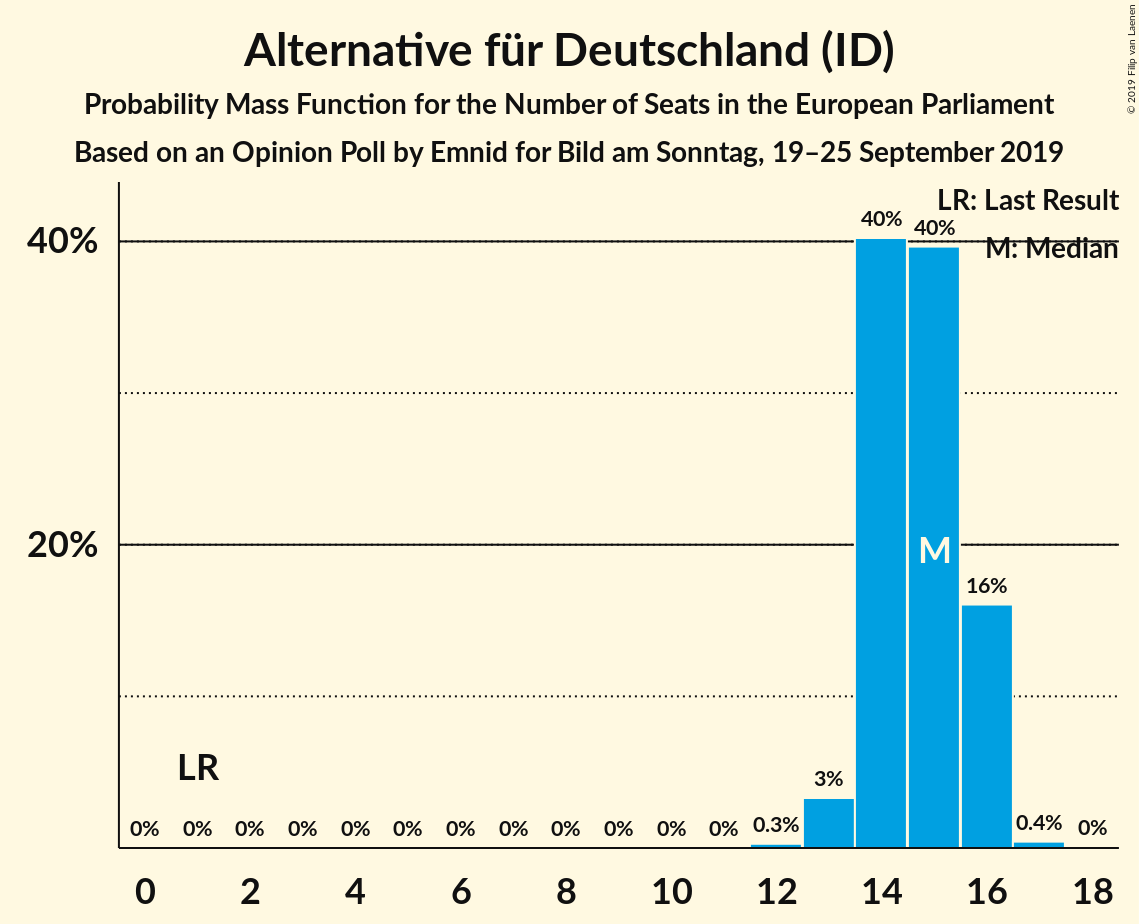 Alternative für Deutschland (ID)
Probability Mass Function for the Number of Seats in the European Parliament
Based on an Opinion Poll by Emnid for Bild am Sonntag, 19–25 September 2019
© 2019 Filip van Laenen
LR: Last Result
M: Median
40%
20%
40%
40%
M
16%
LR
3%
0% 0% 0% 0% 0% 0% 0% 0% 0% 0% 0% 0% 0.3% 0.4% 0%
0 2 4 6 8 10 12 14 16 18